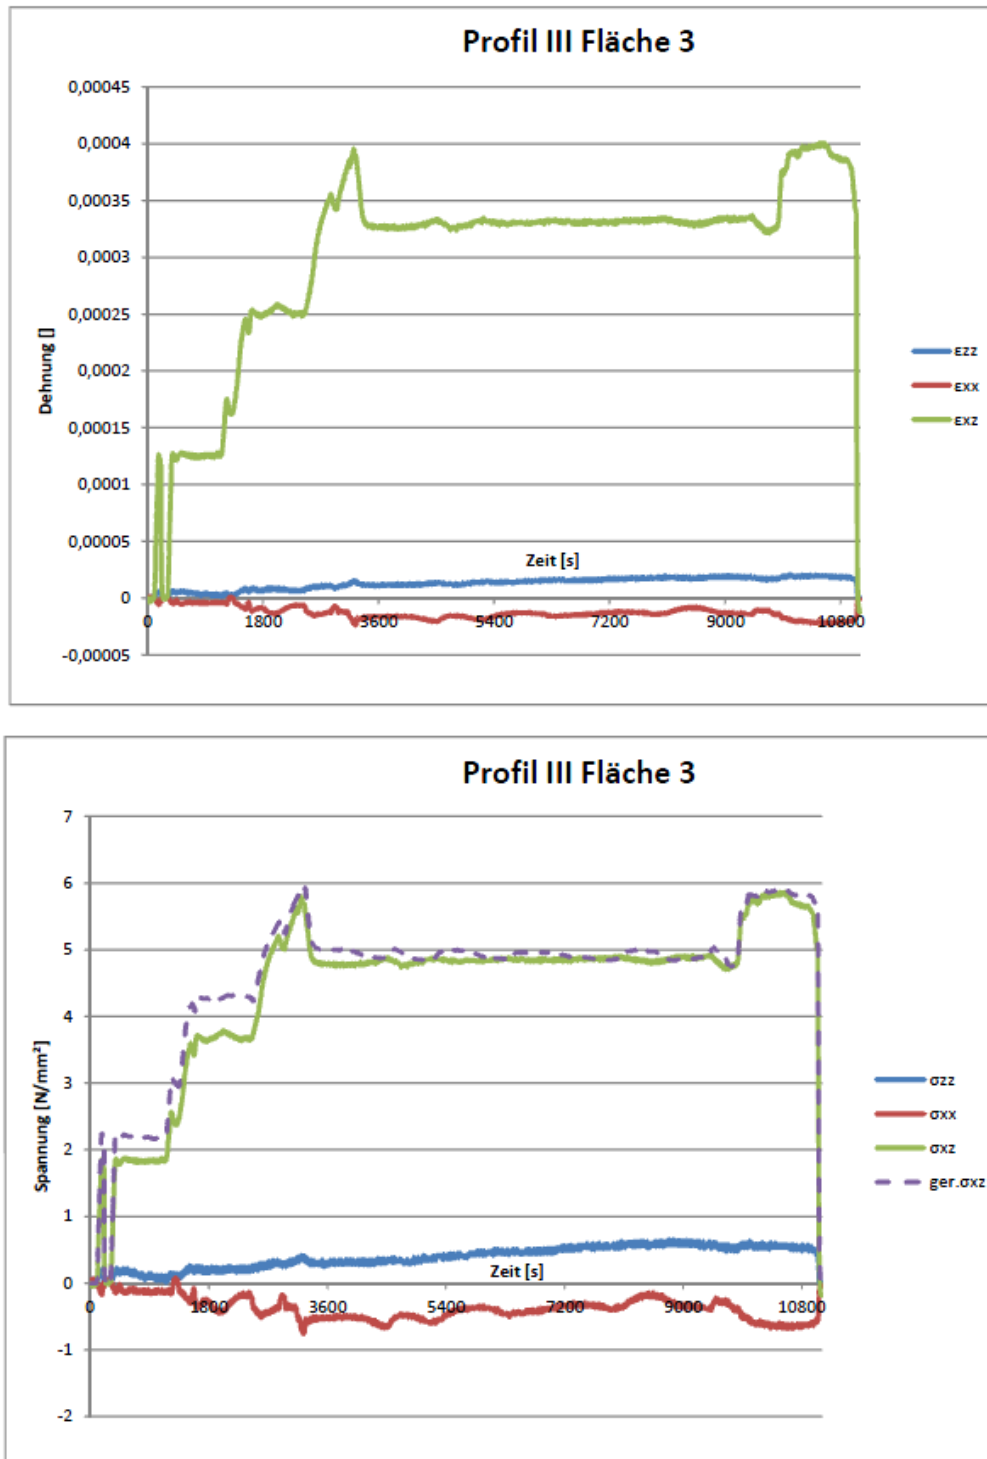 Profil III Fläche 3
0,00045
0,0004
0,00035
0,0003
0,00025
0,0002
0,00015
0,0001
0,00005
0
-0,00005
Dehnung []
Zeit [s]
0 1800 3600 5400 7200 9000 10800
εzz
εxx
εxz
Profil III Fläche 3
7
6
5
4
3
2
1
0
-1
-2
Spannung [N/mm²]
Zeit [s]
0 1800 3600 5400 7200 9000 10800
σzz
σxx
σxz
ger.σxz